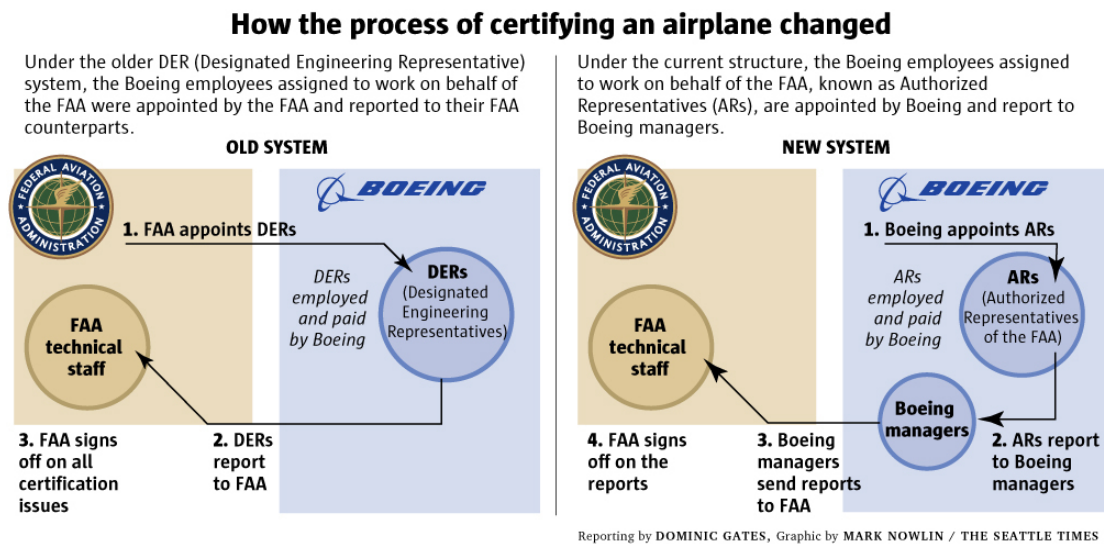 How the process of certifying an airplane changed
Under the older DER (Designated Engineering Representative)
system, the Boeing employees assigned to work on behalf of
the FAA were appointed by the FAA and reported to their FAA
counterparts.
OLD SYSTEM
FEDERAL AVIATION
ADMINISTRATION
BOEING
1. FAA appoints DERs
DERs
employed
and paid
by Boeing
DERs
(Designated
Engineering
Representatives)
FAA
technical
staff
3. FAA signs
off on all
certification
issues
2. DERs
report
to FAA
Under the current structure, the Boeing employees assigned
to work on behalf of the FAA, known as Authorized
Representatives (ARs), are appointed by Boeing and report to
Boeing managers.
NEW SYSTEM
FEDERAL AVIATION
ADMINISTRATION
BOEING
1. Boeing appoints ARs
ARs
employed
and paid
by Boeing
ARs
(Authorized
Representatives
of the FAA)
FAA
technical
staff
Boeing
managers
4. FAA signs
off on the
reports
3. Boeing
managers
send reports
to FAA
2. ARs report
to Boeing
managers
Reporting by DOMINIC GATES, Graphic by MARK NOWLIN / THE SEATTLE TIMES